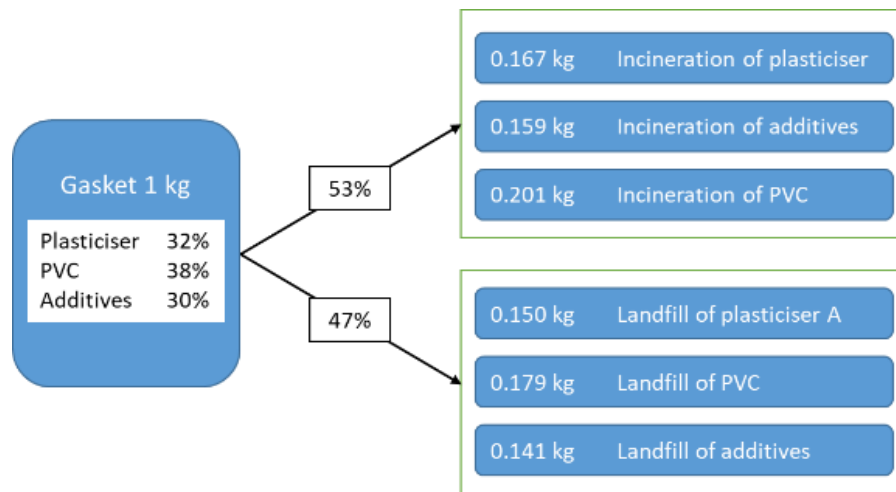 Gasket 1 kg
Plasticiser 32%
PVC 38%
Additives 30%
53%
47%
0.167 kg Incineration of plasticiser
0.159 kg Incineration of additives
0.201 kg Incineration of PVC
0.150 kg Landfill of plasticiser A
0.179 kg Landfill of PVC
0.141 kg Landfill of additives